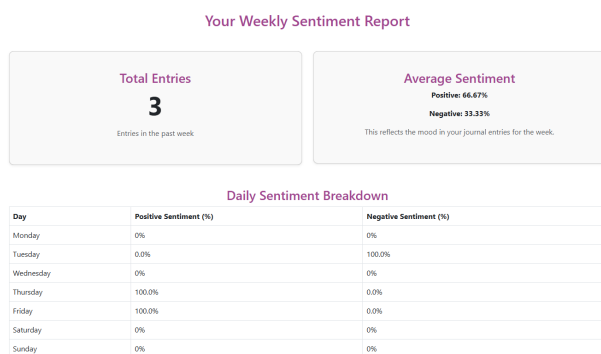 Your Weekly Sentiment Report
Total Entries
3
Entries in the past week
Average Sentiment
Positive: 66.67%
Negative: 33.33%
This reflects the mood in your journal entries for the week.
Daily Sentiment Breakdown
Day Positive Sentiment (%) Negative Sentiment (%)
Monday 0% 0%
Tuesday 0.0% 100.0%
Wednesday 0% 0%
Thursday 100.0% 0.0%
Friday 100.0% 0.0%
Saturday 0% 0%
Sunday 0% 0%